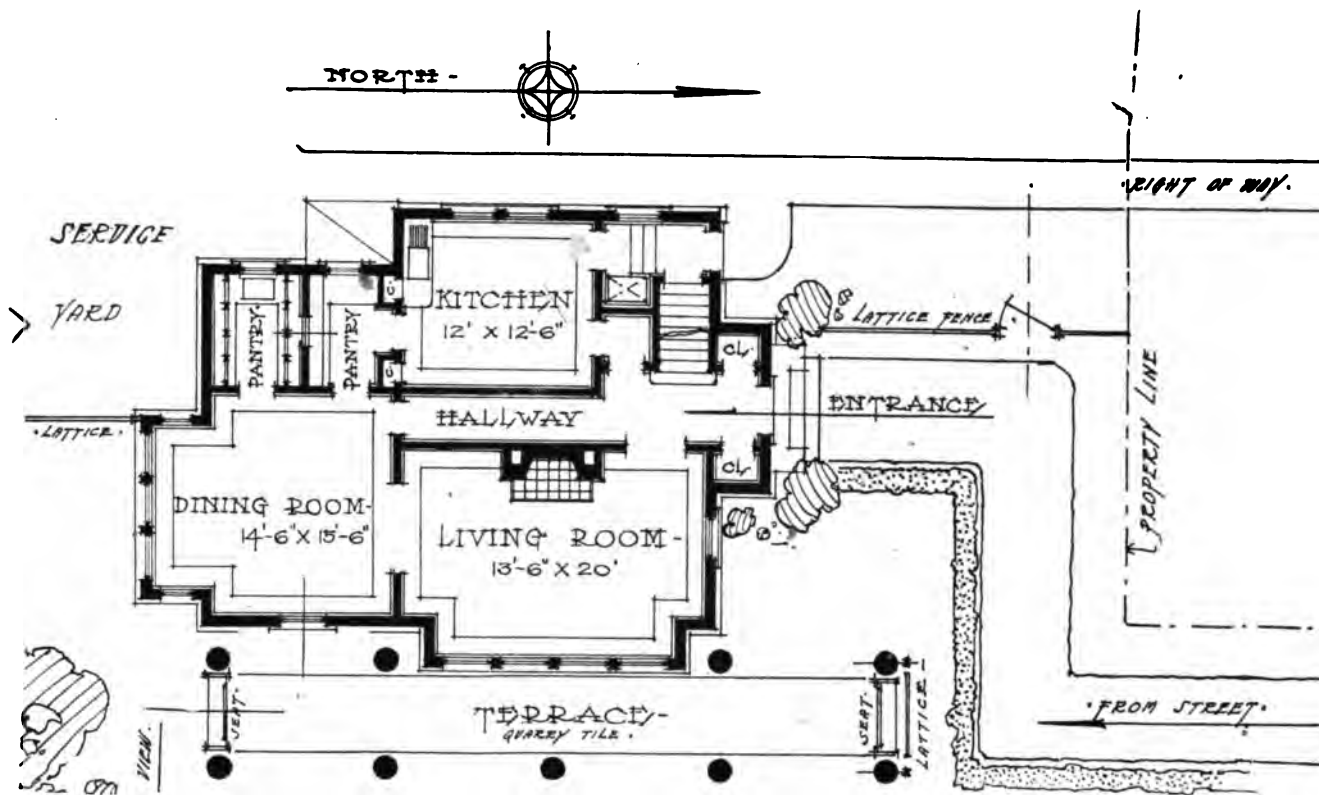 NORTH-
RIGHT OF WAY.
SERVICE
YARD
KITCHEN
12' X 12'-6"
C.
PANTRY
PANTRY
C.
LATTICE FENCE.
CL.
ENTRANCE
HALLWAY
·LATTICE·
CL.
PROPERTY LINE
DINING ROOM-
14'-6" X 15'-6"
LIVING ROOM-
13'-6" X 20'
SEAT.
TERRACE-
QUARRY TILE.
SEAT.
LATTICE
·FROM STREET·
VIEW.